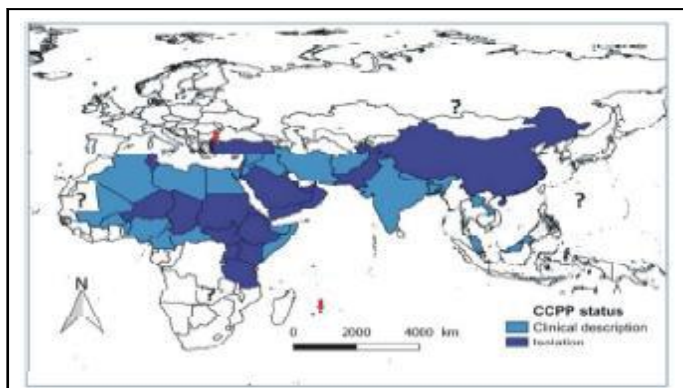 ?
?
?
?
N
CCPP status
0 2000 4000 km
Clinical description
Isolation